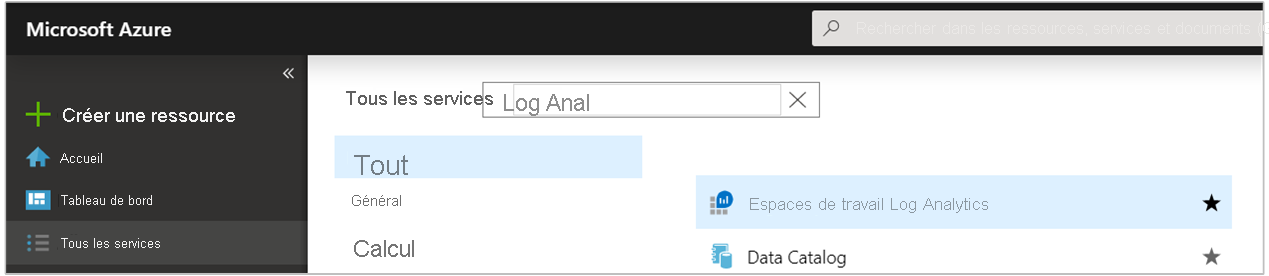 Microsoft Azure
Rechercher dans les ressources, services et documents (
«
Créer une ressource
Accueil
Tableau de bord
Tous les services
Tous les services
Log Anal
Tout
Général
Calcul
Espaces de travail Log Analytics
Data Catalog